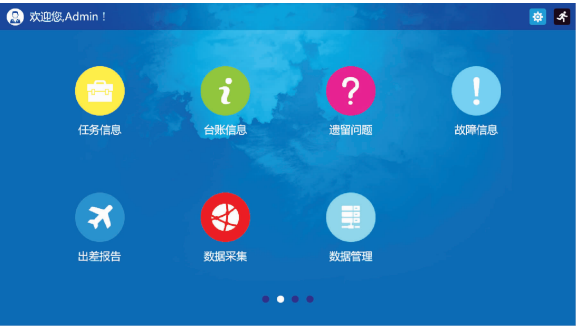 欢迎您,Admin！
任务信息
台账信息
遗留问题
故障信息
出差报告
数据采集
数据管理